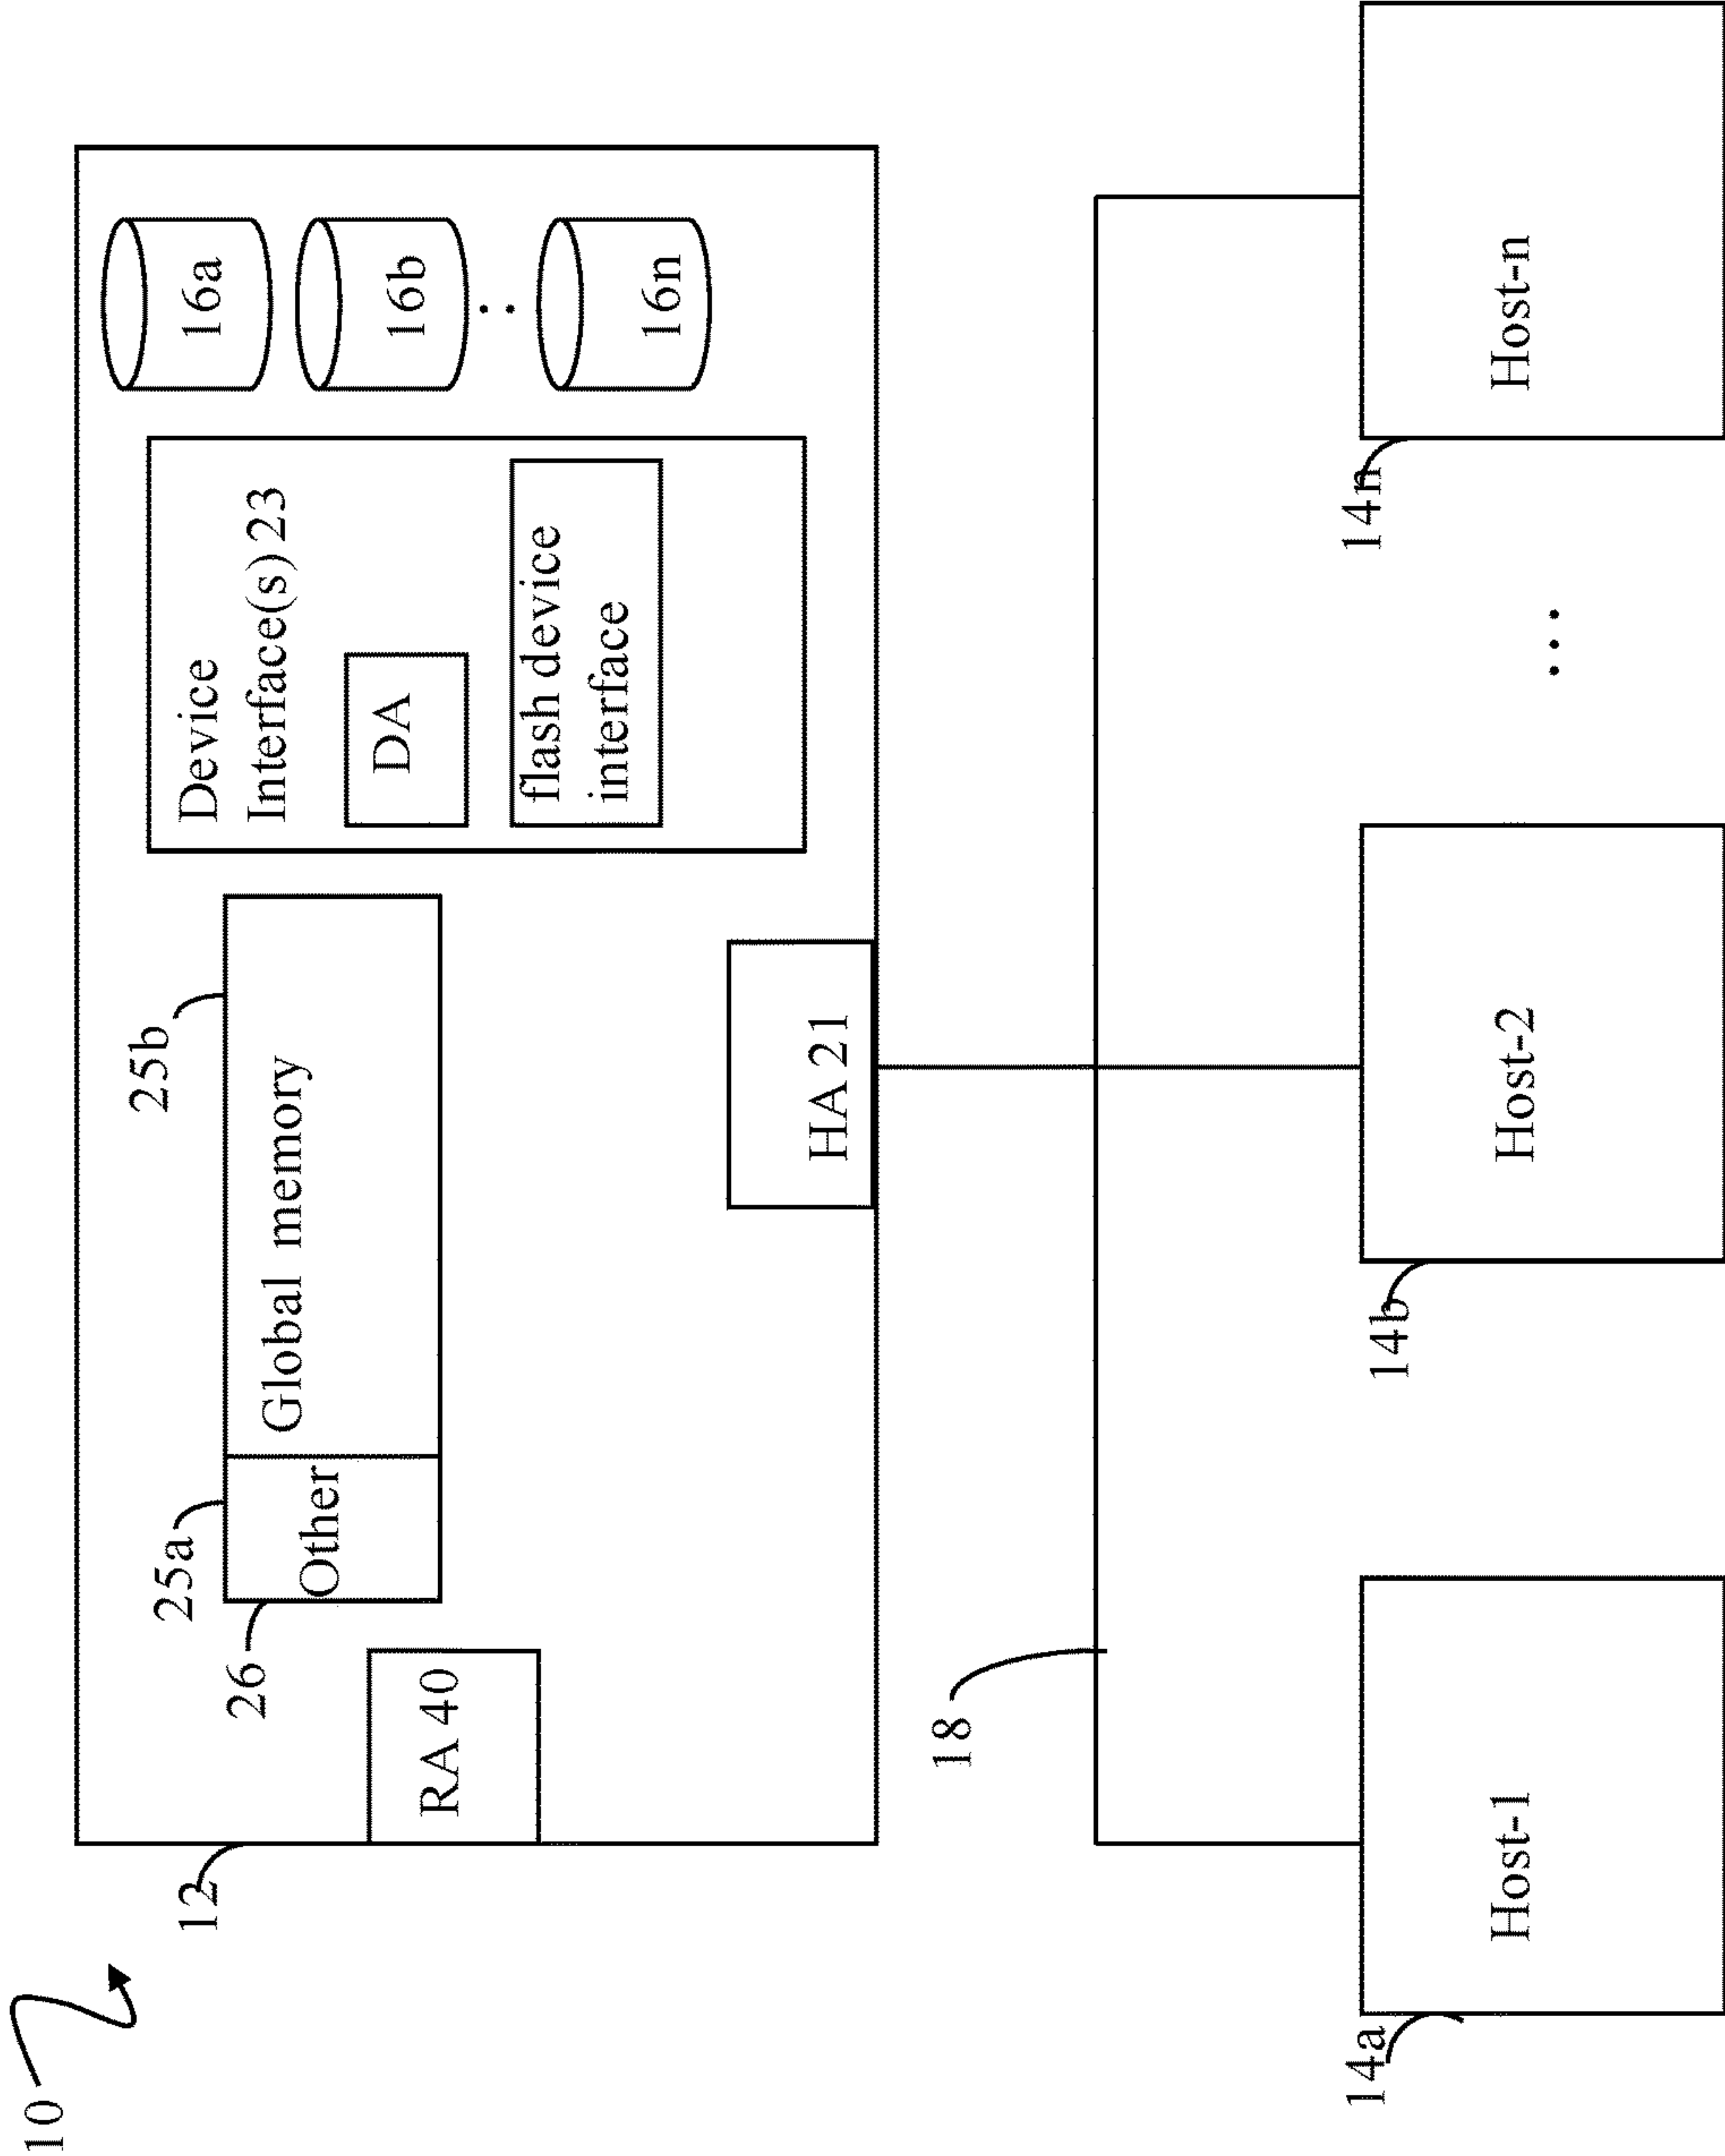 10
12
RA 40
26
25a
Other
25b
Global memory
HA 21
Device
Interface(s) 23
DA
flash device
interface
16a
16b
16n
18
14a
Host-1
14b
Host-2
...
14n
Host-n